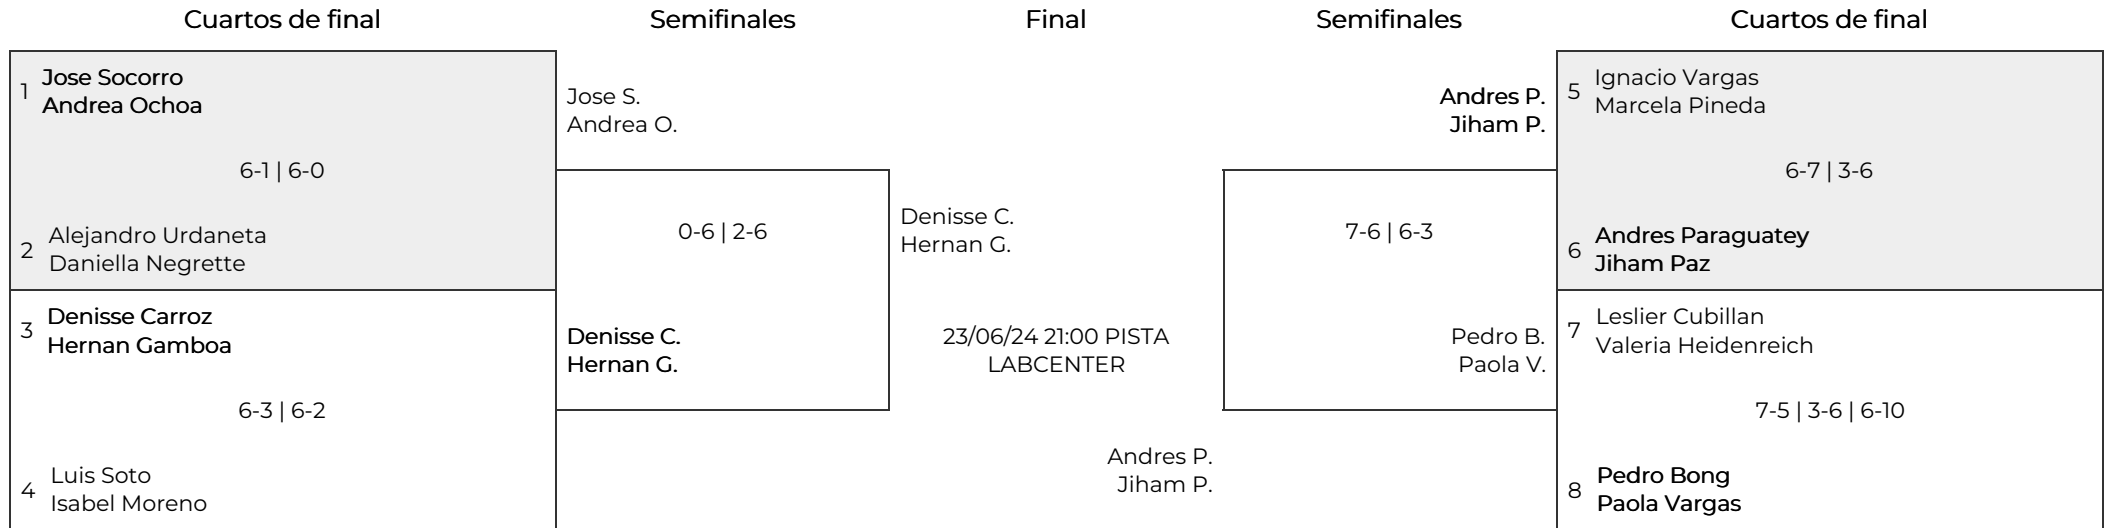 Cuartos de final
Semifinales
Final
Semifinales
Cuartos de final
1
Jose Socorro
Andrea Ochoa
6-1 | 6-0
2
Alejandro Urdaneta
Daniella Negrette
3
Denisse Carroz
Hernan Gamboa
6-3 | 6-2
4
Luis Soto
Isabel Moreno
Jose S.
Andrea O.
0-6 | 2-6
Denisse C.
Hernan G.
Denisse C.
Hernan G.
23/06/24 21:00 PISTA
LABCENTER
Andres P.
Jiham P.
Andres P.
Jiham P.
7-6 | 6-3
Pedro B.
Paola V.
5
Ignacio Vargas
Marcela Pineda
6-7 | 3-6
6
Andres Paraguatey
Jiham Paz
7
Leslier Cubillan
Valeria Heidenreich
7-5 | 3-6 | 6-10
8
Pedro Bong
Paola Vargas